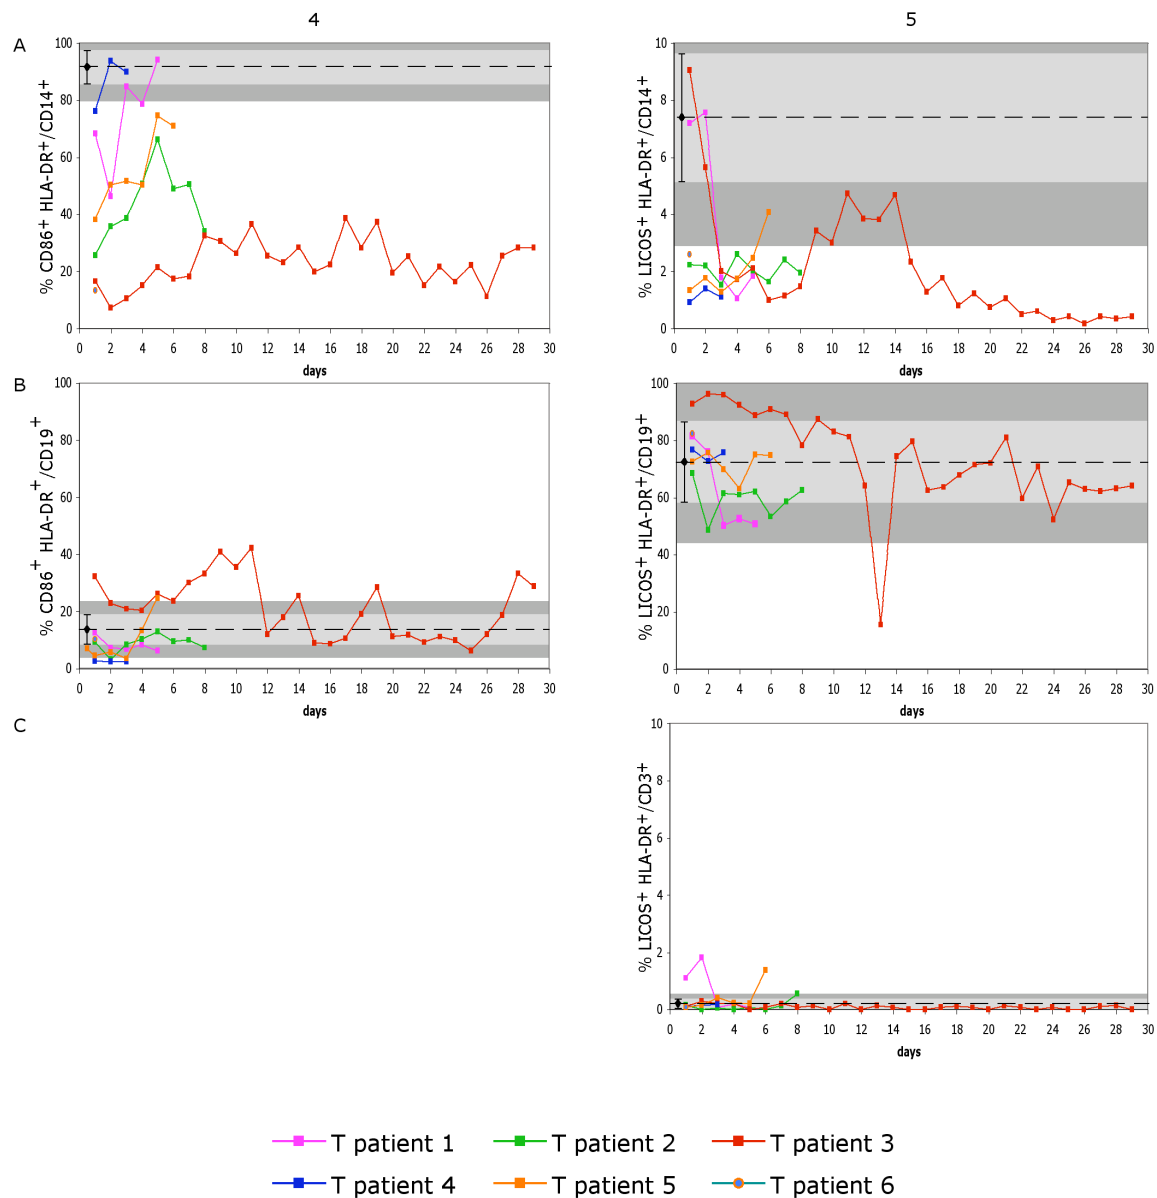 4 5
A
% CD86+ HLA-DR+/CD14+
100
80
60
40
20
0
0 2 4 6 8 10 12 14 16 18 20 22 24 26 28 30
days
% LICOS+ HLA-DR+/CD14+
10
8
6
4
2
0
0 2 4 6 8 10 12 14 16 18 20 22 24 26 28 30
days
B
% CD86+ HLA-DR+/CD19+
100
80
60
40
20
0
0 2 4 6 8 10 12 14 16 18 20 22 24 26 28 30
days
% LICOS+ HLA-DR+/CD19+
100
80
60
40
20
0
0 2 4 6 8 10 12 14 16 18 20 22 24 26 28 30
days
C
% LICOS+ HLA-DR+/CD3+
10
8
6
4
2
0
0 2 4 6 8 10 12 14 16 18 20 22 24 26 28 30
days
T patient 1 T patient 2 T patient 3
T patient 4 T patient 5 T patient 6